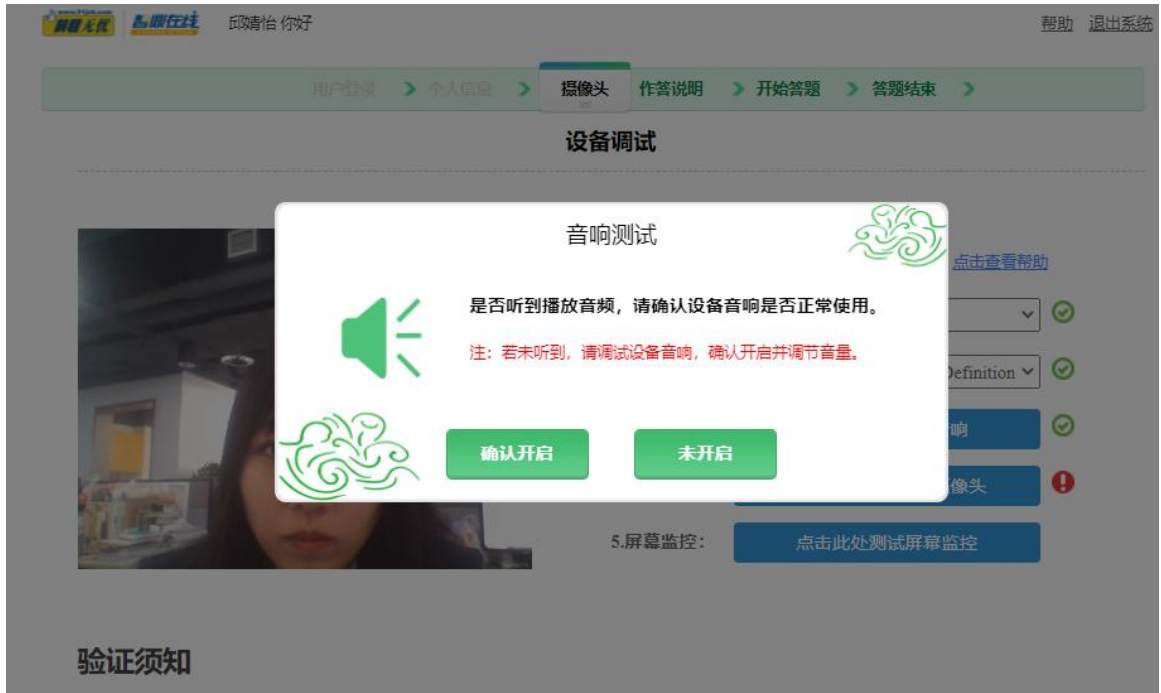 邱婧怡 你好
帮助 退出系统
用户登录 个人信息 摄像头 作答说明 开始答题 答题结束
设备调试
音响测试
点击查看帮助
是否听到播放音频，请确认设备音响是否正常使用。
注：若未听到，请调试设备音响，确认开启并调节音量。
Definition
响
确认开启 未开启
像头
5.屏幕监控： 点击此处测试屏幕监控
验证须知